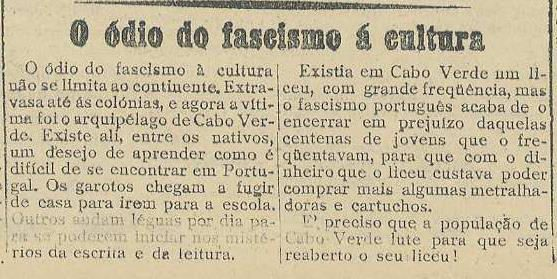 O ódio do fascismo á cultura
O ódio do fascismo à cultura
não se limita ao continente. Extra-
vasa até ás colónias, e agora a víti-
ma foi o arquipélago de Cabo Ver-
de. Existe alí, entre os nativos,
um desejo de aprender como é
difícil de se encontrar em Portu-
gal. Os garotos chegam a fugir
de casa para irem para a escola.
Outros andam léguas por dia pa-
ra se poderem iniciar nos misté-
rios da escrita e da leitura.
Existia em Cabo Verde um li-
ceu, com grande freqüência, mas
o fascismo português acaba de o
encerrar em prejuízo daquelas
centenas de jovens que o fre-
qüentavam, para que com o di-
nheiro que o liceu custava poder
comprar mais algumas metralha-
doras e cartuchos.
E' preciso que a população de
Cabo Verde lute para que seja
reaberto o seu liceu!